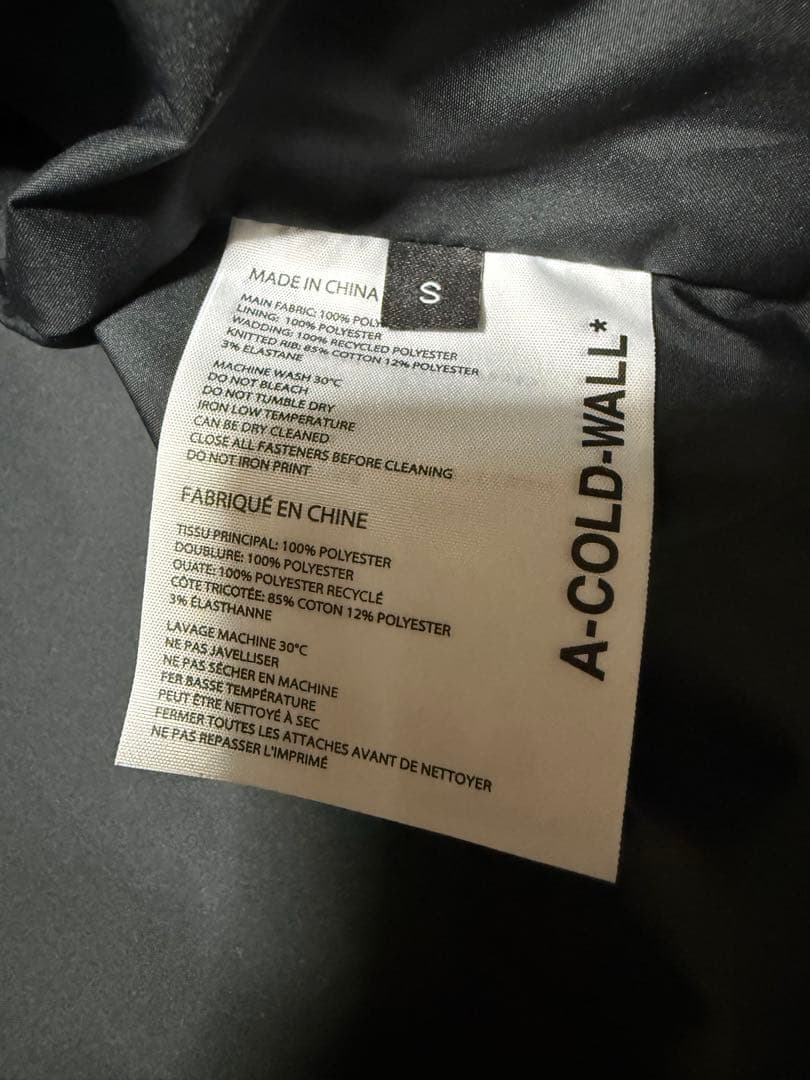 MADE IN CHINA
S
MAIN FABRIC: 100% POLY
LINING: 100% POLYESTER
WADDING: 100% RECYCLED POLYESTER
KNITTED RIB: 85% COTTON 12% POLYESTER
3% ELASTANE
MACHINE WASH 30°C
DO NOT BLEACH
DO NOT TUMBLE DRY
IRON LOW TEMPERATURE
CAN BE DRY CLEANED
CLOSE ALL FASTENERS BEFORE CLEANING
DO NOT IRON PRINT
FABRIQUÉ EN CHINE
TISSU PRINCIPAL: 100% POLYESTER
DOUBLURE: 100% POLYESTER
OUATE: 100% POLYESTER RECYCLÉ
CÔTE TRICOTÉE: 85% COTON 12% POLYESTER
3% ÉLASTHANNE
LAVAGE MACHINE 30°C
NE PAS JAVELLISER
NE PAS SÉCHER EN MACHINE
FER BASSE TEMPÉRATURE
PEUT ÊTRE NETTOYÉ À SEC
FERMER TOUTES LES ATTACHES AVANT DE NETTOYER
NE PAS REPASSER L'IMPRIMÉ
A-COLD-WALL*